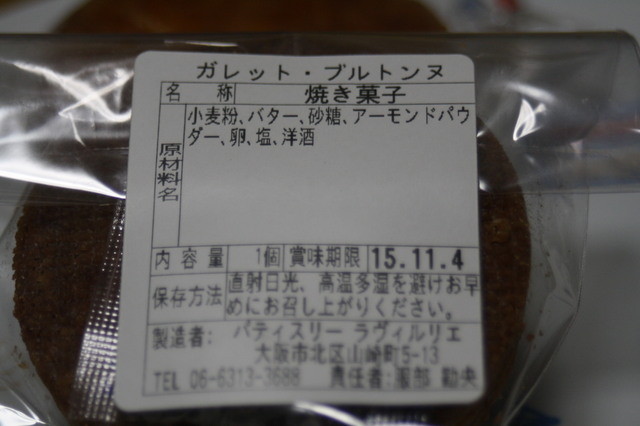 ガレット・ブルトンヌ
名 称 焼き菓子
原材料名 小麦粉、バター、砂糖、アーモンドパウ
ダー、卵、塩、洋酒
内容量 1個 賞味期限 15.11.4
保存方法 直射日光、高温多湿を避けお早
めにお召し上がりください。
製造者: パティスリー ラヴィルリエ
大阪市北区山崎町5-13
TEL 06-6313-3688 責任者:服部 勧央